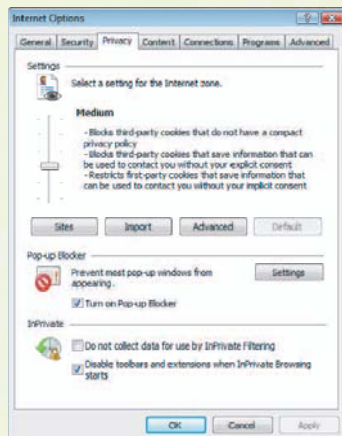 Internet Options
General Security Privacy Content Connections Programs Advanced
Settings
Select a setting for the Internet zone.
Medium
- Blocks third-party cookies that do not have a compact
privacy policy
- Blocks third-party cookies that save information that can
be used to contact you without your explicit consent
- Restricts first-party cookies that save information that
can be used to contact you without your implicit consent
Sites Import Advanced Default
Pop-up Blocker
Prevent most pop-up windows from
appearing.
Settings
Turn on Pop-up Blocker
InPrivate
Do not collect data for use by InPrivate Filtering
Disable toolbars and extensions when InPrivate Browsing
starts
OK Cancel Apply